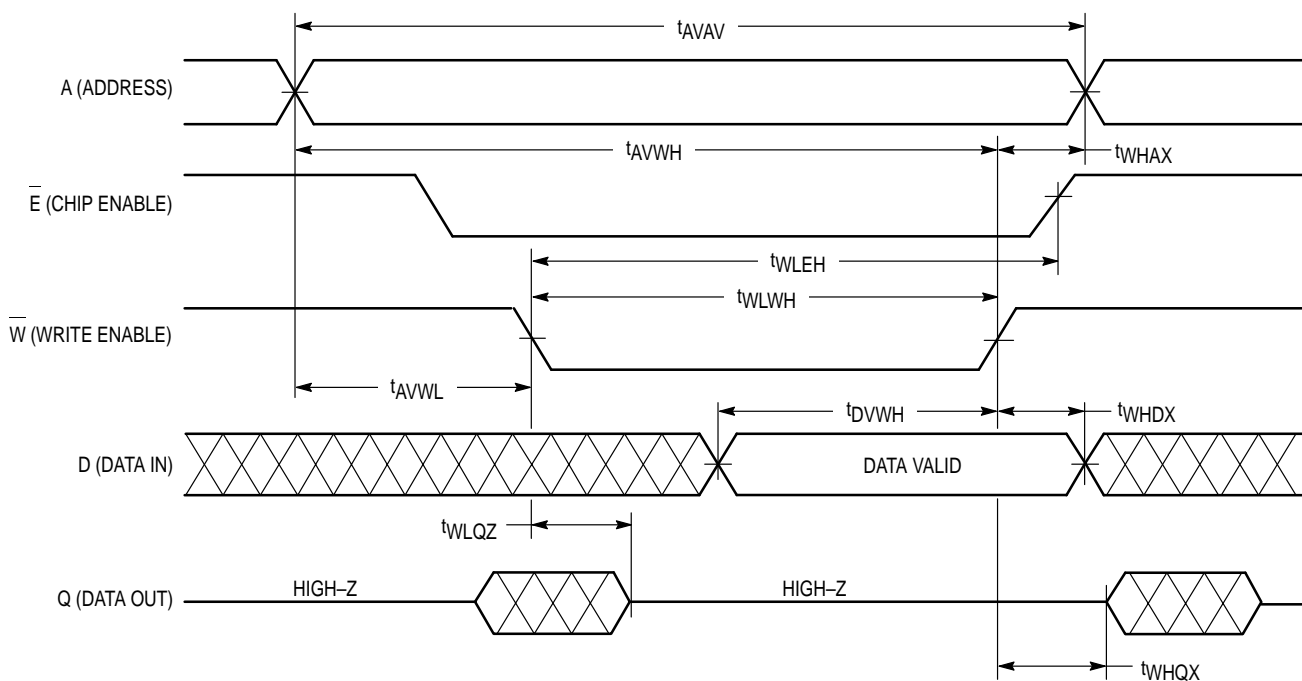 tAVAV
A (ADDRESS)
tAVWH
tWHAX
E (CHIP ENABLE)
tWLEH
tWLWH
W (WRITE ENABLE)
tAVWL
tDVWH
tWHDX
D (DATA IN)
DATA VALID
tWLQZ
HIGH–Z
HIGH–Z
Q (DATA OUT)
tWHQX